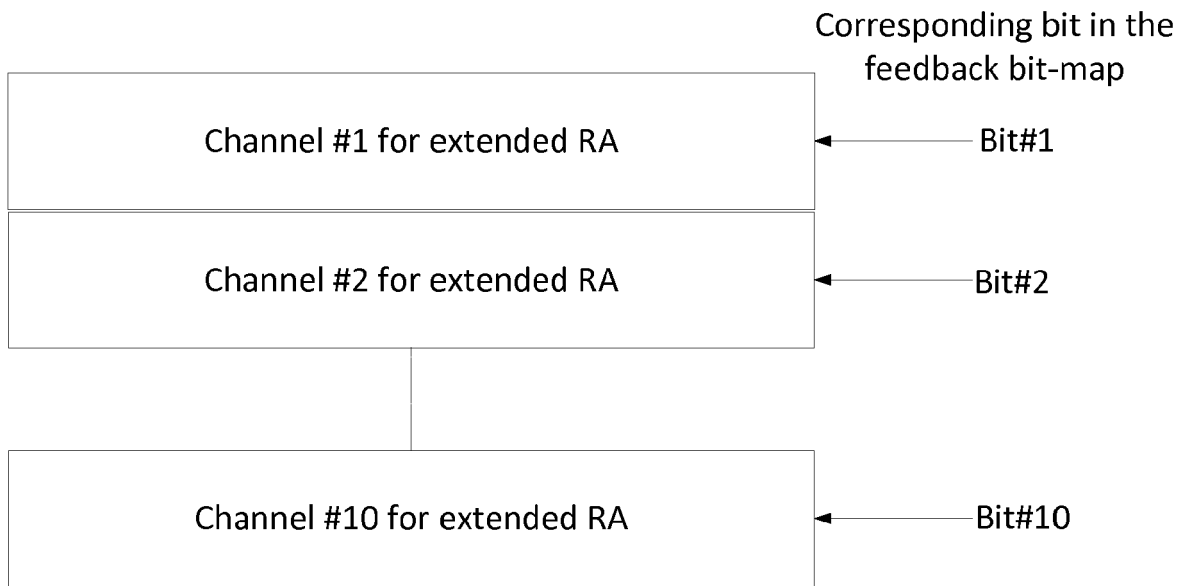 Corresponding bit in the
feedback bit-map
Channel #1 for extended RA
Bit#1
Channel #2 for extended RA
Bit#2
Channel #10 for extended RA
Bit#10